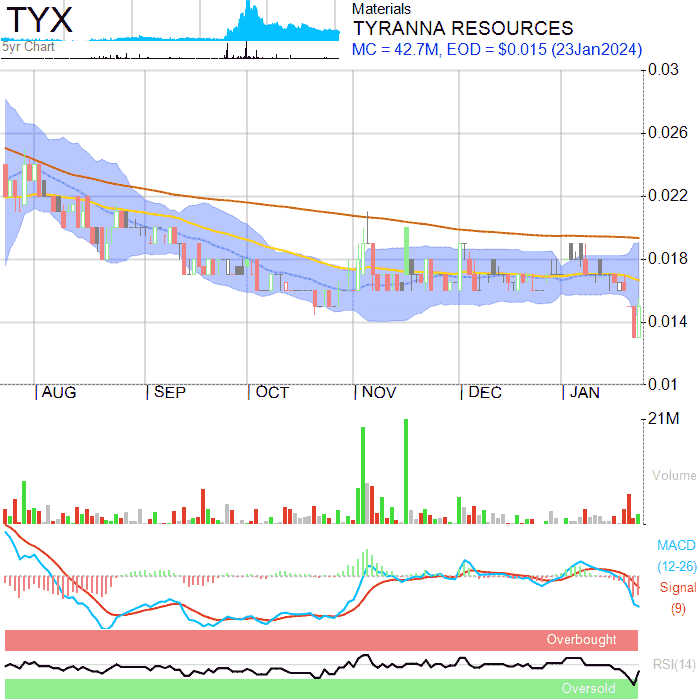 TYX
5yr Chart
Materials
TYRANNA RESOURCES
MC = 42.7M, EOD = $0.015 (23Jan2024)
0.03
0.026
0.022
0.018
0.014
0.01
AUG SEP OCT NOV DEC JAN
21M
Volume
MACD
(12-26)
Signal
(9)
Overbought
RSI(14)
Oversold